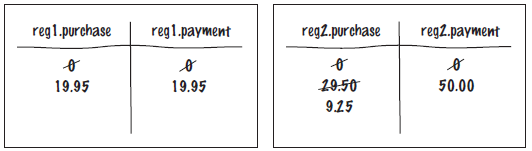 reg1.purchase reg1.payment
0 0
19.95 19.95
reg2.purchase reg2.payment
0 0
29.50 50.00
9.25